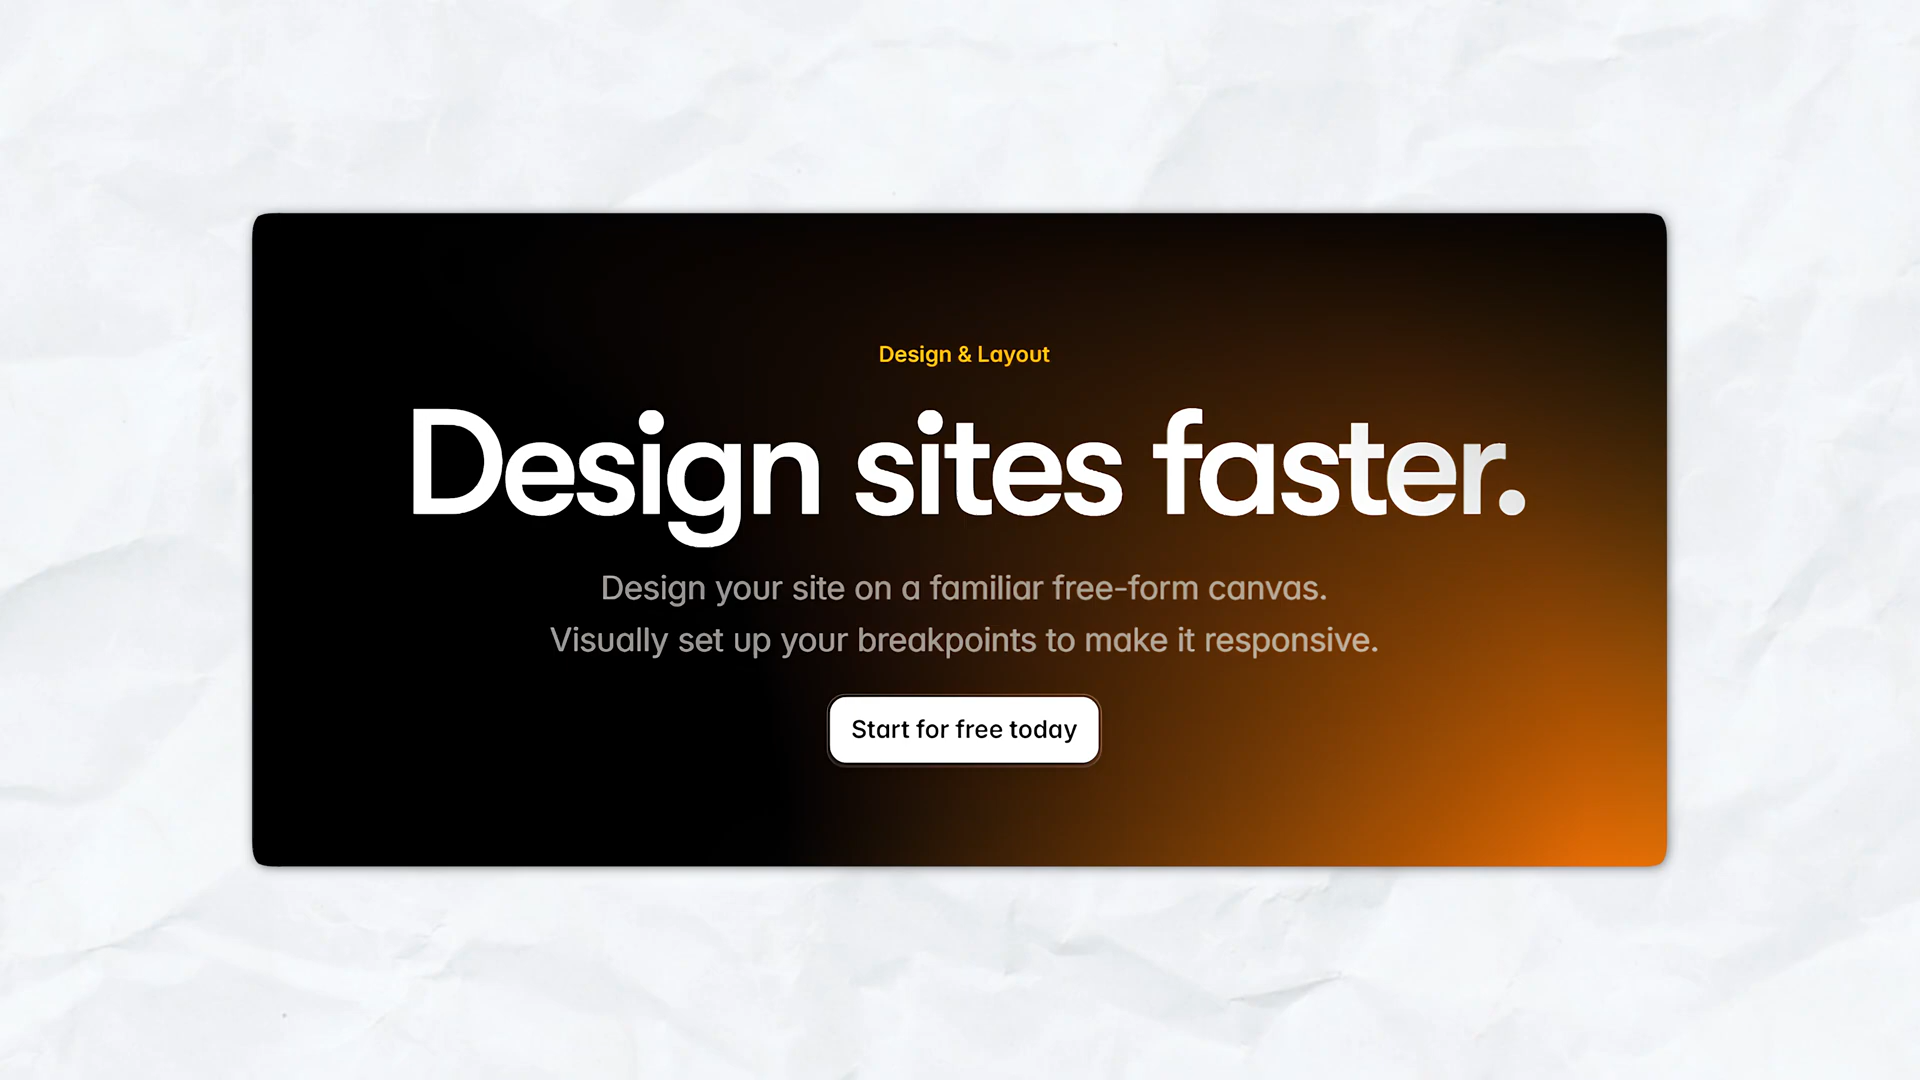 Design & Layout
Design sites faster.
Design your site on a familiar free-form canvas.
Visually set up your breakpoints to make it responsive.
Start for free today